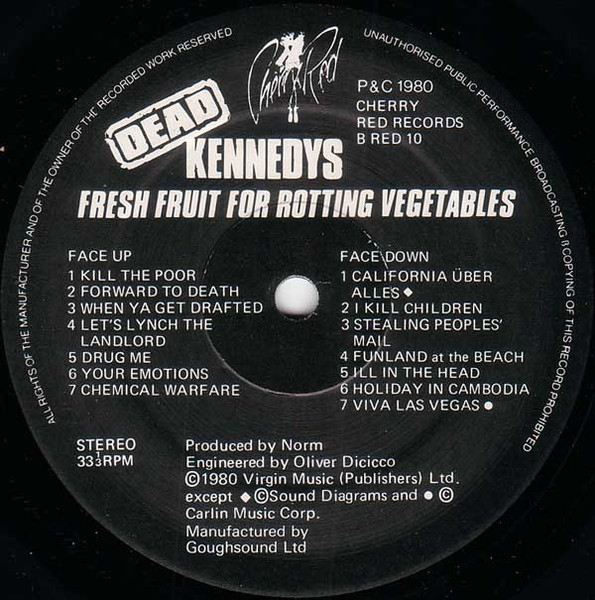 ALL RIGHTS OF THE MANUFACTURER AND OF THE OWNER OF THE RECORDED WORK RESERVED
UNAUTHORISED PUBLIC PERFORMANCE BROADCASTING & COPYING OF THIS RECORD PROHIBITED
Cherry Red
P&C 1980
CHERRY
RED RECORDS
B RED 10
DEAD
KENNEDYS
FRESH FRUIT FOR ROTTING VEGETABLES
FACE UP
1 KILL THE POOR
2 FORWARD TO DEATH
3 WHEN YA GET DRAFTED
4 LET'S LYNCH THE
LANDLORD
5 DRUG ME
6 YOUR EMOTIONS
7 CHEMICAL WARFARE
FACE DOWN
1 CALIFORNIA ÜBER
ALLES ◆
2 I KILL CHILDREN
3 STEALING PEOPLES'
MAIL
4 FUNLAND at the BEACH
5 ILL IN THE HEAD
6 HOLIDAY IN CAMBODIA
7 VIVA LAS VEGAS ●
STEREO
33⅓RPM
Produced by Norm
Engineered by Oliver Dicicco
©1980 Virgin Music (Publishers) Ltd.
except ◆ ©Sound Diagrams and ● ©
Carlin Music Corp.
Manufactured by
Goughsound Ltd